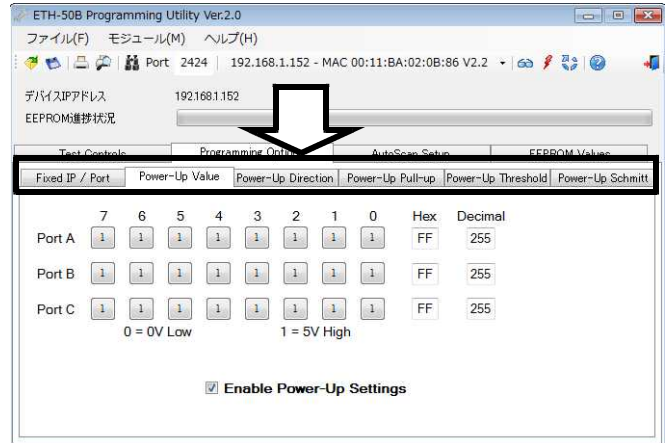 ETH-50B Programming Utility Ver.2.0
ファイル(F) モジュール(M) ヘルプ(H)
Port 2424 192.168.1.152 - MAC 00:11:BA:02:0B:86 V2.2
デバイスIPアドレス 192.168.1.152
EEPROM進捗状況
Test Controls Programming Options AutoScan Setup EEPROM Values
Fixed IP / Port Power-Up Value Power-Up Direction Power-Up Pull-up Power-Up Threshold Power-Up Schmitt
7 6 5 4 3 2 1 0 Hex Decimal
Port A 1 1 1 1 1 1 1 1 FF 255
Port B 1 1 1 1 1 1 1 1 FF 255
Port C 1 1 1 1 1 1 1 1 FF 255
0 = 0V Low 1 = 5V High
Enable Power-Up Settings